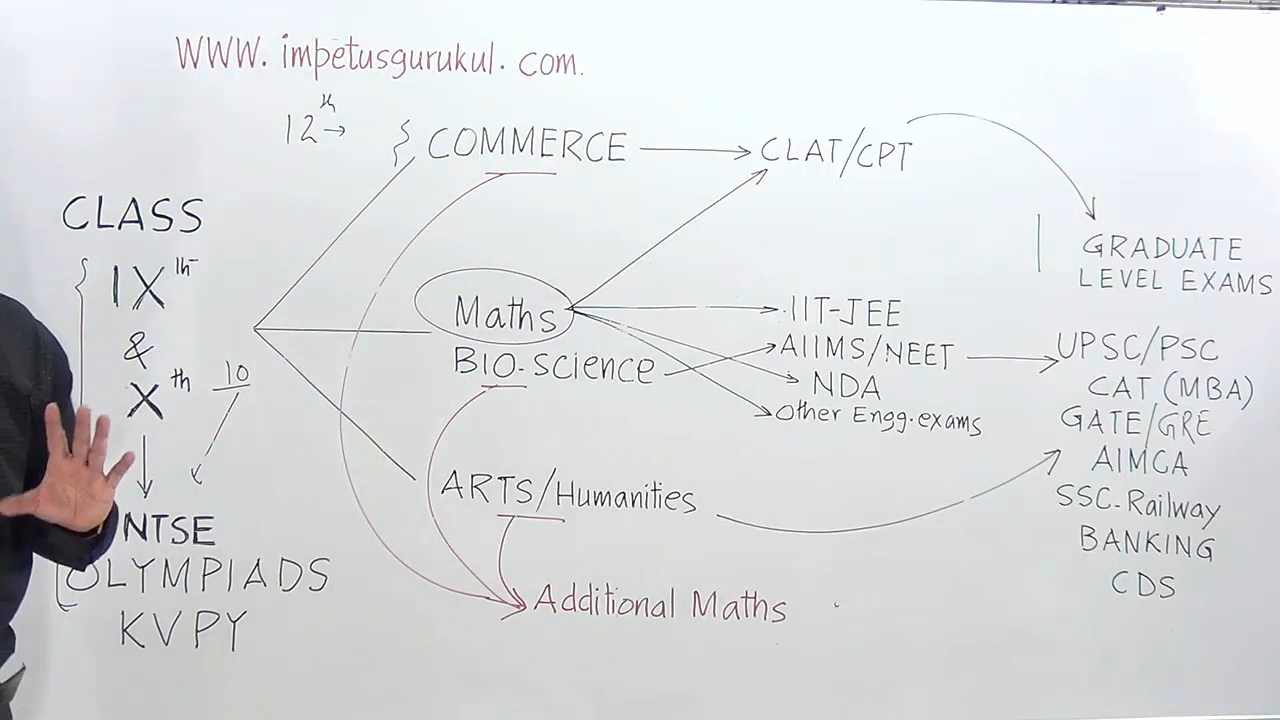 WWW. impetusgurukul. com.
12th → { COMMERCE → CLAT/CPT
CLASS
IXth
&
Xth 10
NTSE
OLYMPIADS
KVPY
Maths
BIO-Science
ARTS/Humanities
Additional Maths
IIT-JEE
AIIMS/NEET
NDA
Other Engg. exams
GRADUATE
LEVEL EXAMS
UPSC/PSC
CAT (MBA)
GATE/GRE
AIMCA
SSC-Railway
BANKING
CDS